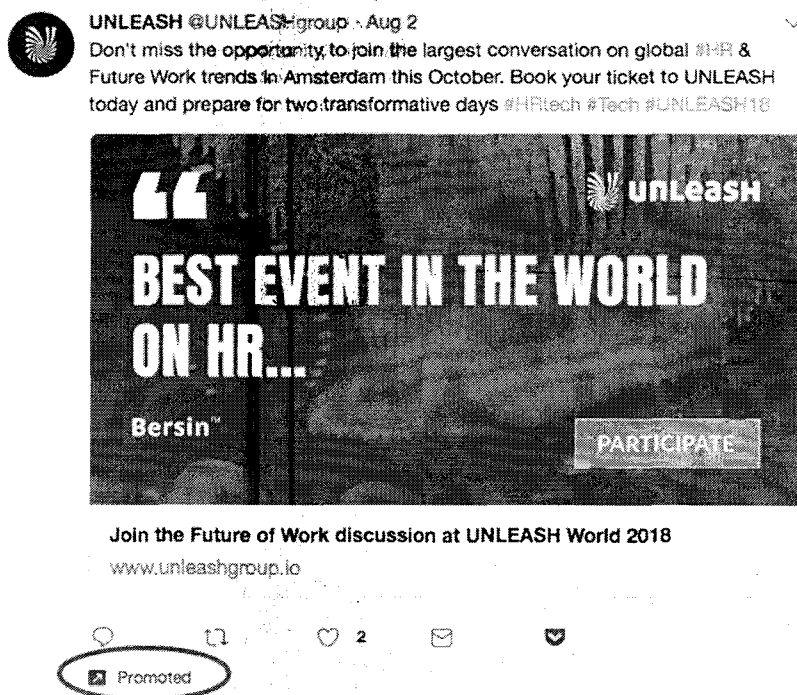 UNLEASH @UNLEASHgroup · Aug 2
Don't miss the opportunity to join the largest conversation on global #HR &
Future Work trends in Amsterdam this October. Book your ticket to UNLEASH
today and prepare for two transformative days #HRtech #Tech #UNLEASH18
unLeasH
BEST EVENT IN THE WORLD
ON HR...
Bersin™
PARTICIPATE
Join the Future of Work discussion at UNLEASH World 2018
www.unleashgroup.io
2
Promoted